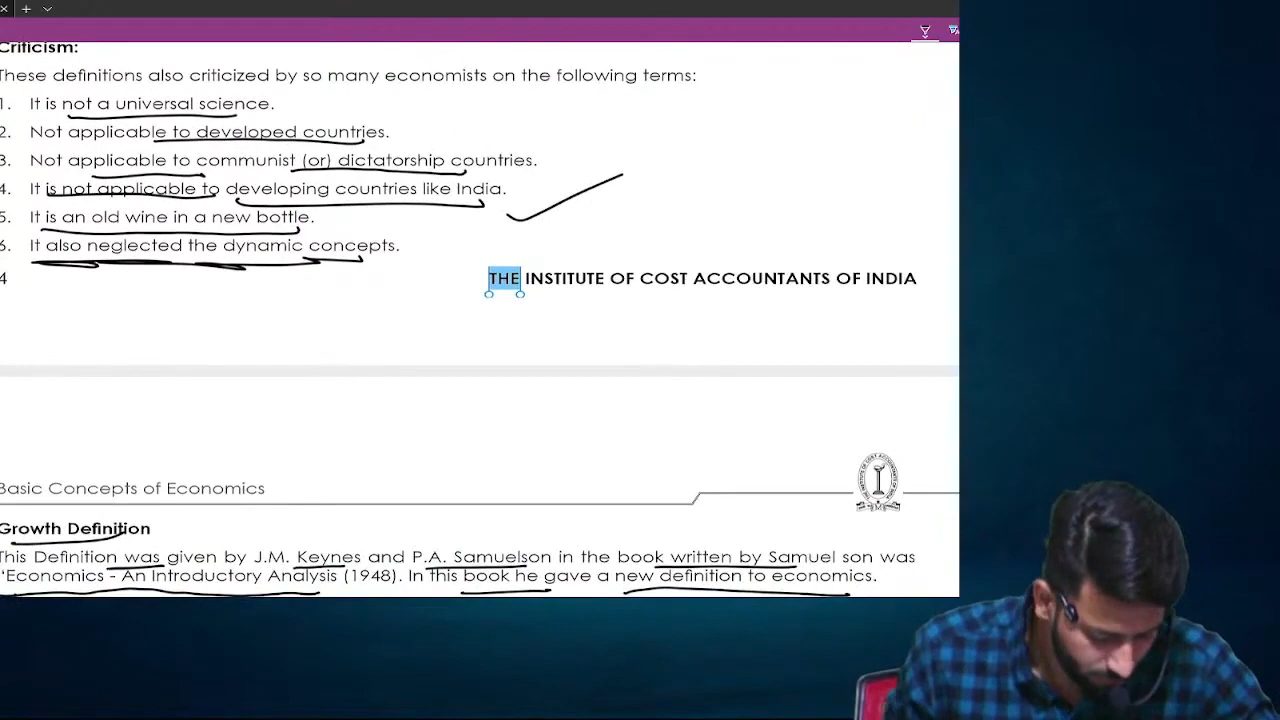 Criticism:
These definitions also criticized by so many economists on the following terms:
1. It is not a universal science.
2. Not applicable to developed countries.
3. Not applicable to communist (or) dictatorship countries.
4. It is not applicable to developing countries like India.
5. It is an old wine in a new bottle.
6. It also neglected the dynamic concepts.
4 THE INSTITUTE OF COST ACCOUNTANTS OF INDIA
Basic Concepts of Economics
Growth Definition
This Definition was given by J.M. Keynes and P.A. Samuelson in the book written by Samuel son was
'Economics - An Introductory Analysis (1948). In this book he gave a new definition to economics.